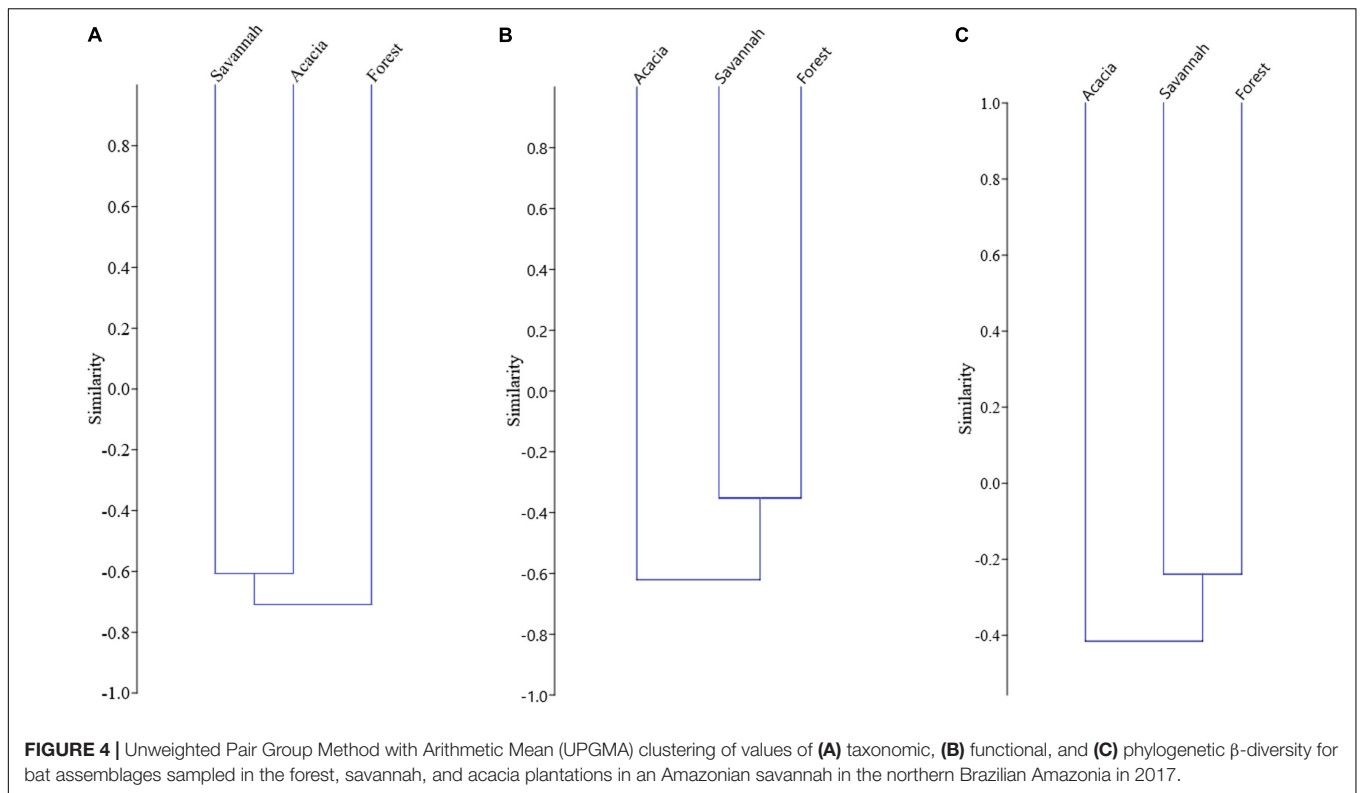 A
Savannah
Acacia
Forest
0.8
0.6
0.4
0.2
0.0
-0.2
-0.4
-0.6
-0.8
-1.0
Similarity
B
Acacia
Savannah
Forest
0.8
0.6
0.4
0.2
0.0
-0.2
-0.4
-0.6
-0.8
-1.0
Similarity
C
Acacia
Savannah
Forest
1.0
0.8
0.6
0.4
0.2
0.0
-0.2
-0.4
Similarity
FIGURE 4 | Unweighted Pair Group Method with Arithmetic Mean (UPGMA) clustering of values of (A) taxonomic, (B) functional, and (C) phylogenetic β-diversity for
bat assemblages sampled in the forest, savannah, and acacia plantations in an Amazonian savannah in the northern Brazilian Amazonia in 2017.